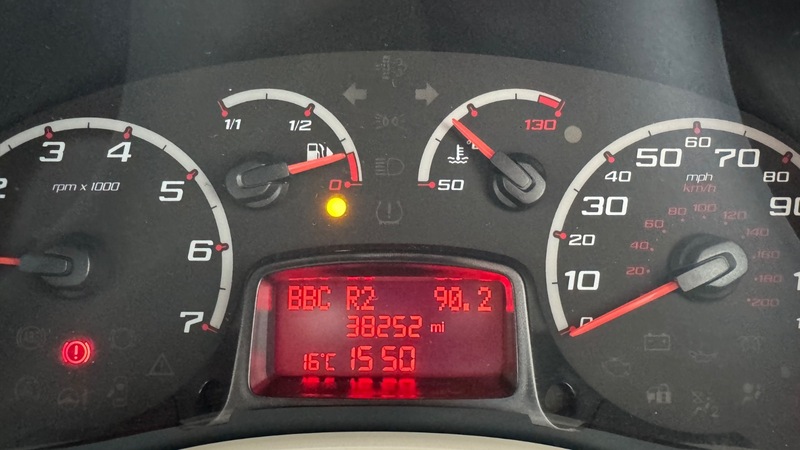 2 3 4 5 6 7
rpm x 1000
1/1 1/2 0
50 130
°F
0 10 20 30 40 50 60 70 80 90
mph
km/h
20 40 60 80 100 120 140 160 180 200
BBC R2 90.2
38252 mi
16°C 15 50